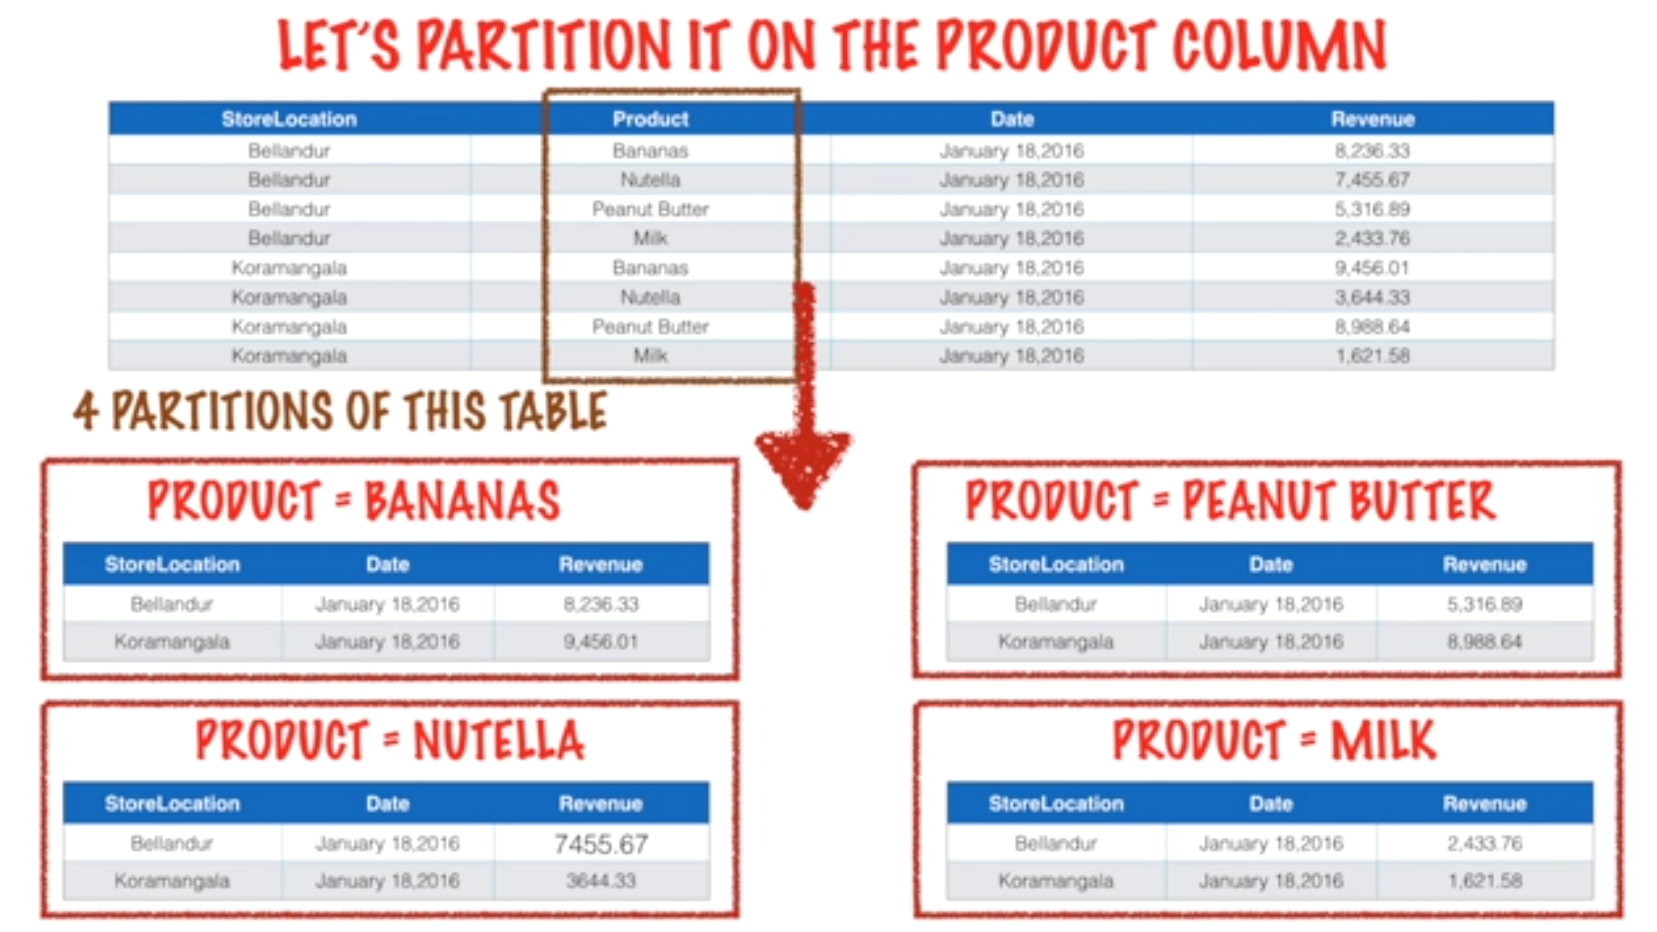 LET'S PARTITION IT ON THE PRODUCT COLUMN
StoreLocation Product Date Revenue
Bellandur Bananas January 18,2016 8,236.33
Bellandur Nutella January 18,2016 7,455.67
Bellandur Peanut Butter January 18,2016 5,316.89
Bellandur Milk January 18,2016 2,433.76
Koramangala Bananas January 18,2016 9,456.01
Koramangala Nutella January 18,2016 3,644.33
Koramangala Peanut Butter January 18,2016 8,988.64
Koramangala Milk January 18,2016 1,621.58
4 PARTITIONS OF THIS TABLE
PRODUCT = BANANAS
StoreLocation Date Revenue
Bellandur January 18,2016 8,236.33
Koramangala January 18,2016 9,456.01
PRODUCT = PEANUT BUTTER
StoreLocation Date Revenue
Bellandur January 18,2016 5,316.89
Koramangala January 18,2016 8,988.64
PRODUCT = NUTELLA
StoreLocation Date Revenue
Bellandur January 18,2016 7455.67
Koramangala January 18,2016 3644.33
PRODUCT = MILK
StoreLocation Date Revenue
Bellandur January 18,2016 2,433.76
Koramangala January 18,2016 1,621.58